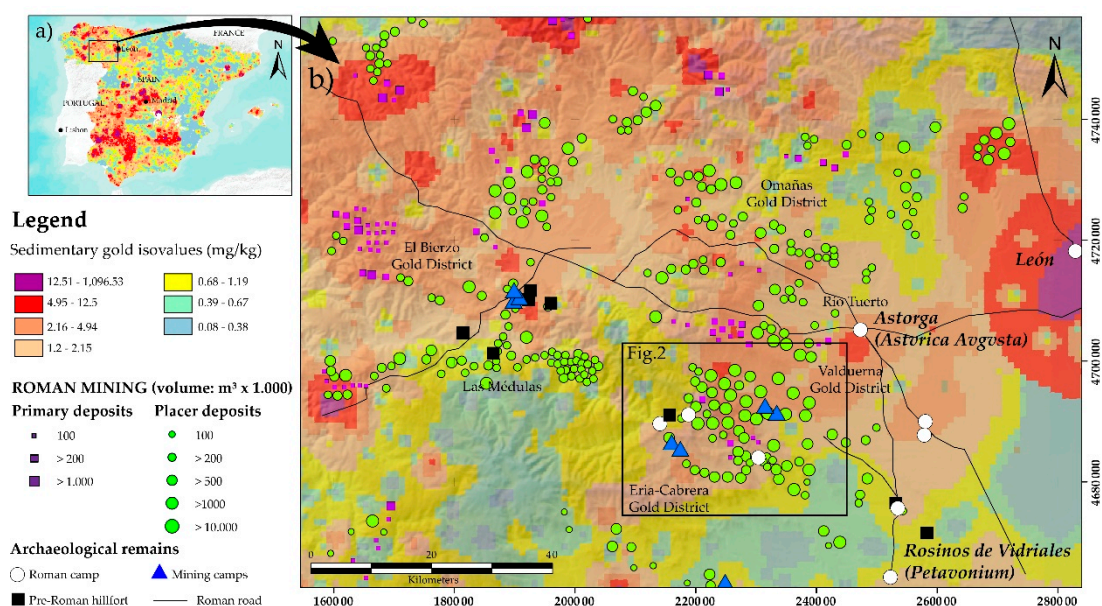 a)
FRANCE
N
León
SPAIN
PORTUGAL
Madrid
Lisbon
Legend
Sedimentary gold isovalues (mg/kg)
12.51 - 1,096.53
4.95 - 12.5
2.16 - 4.94
1.2 - 2.15
0.68 - 1.19
0.39 - 0.67
0.08 - 0.38
ROMAN MINING (volume: m³ x 1.000)
Primary deposits
100
> 200
> 1.000
Placer deposits
100
> 200
> 500
>1000
> 10.000
Archaeological remains
Roman camp
Mining camps
Pre-Roman hillfort
Roman road
b)
N
Omañas
Gold District
El Bierzo
Gold District
León
Rio Tuerto
Astorga
(Astvrica Avgvsta)
Fig.2
Valduerna
Gold District
Las Médulas
Eria-Cabrera
Gold District
Rosinos de Vidriales
(Petavonium)
0 10 20 40
Kilometers
160000 200000 220000 240000 260000 280000
4740000
4720000
4700000
4680000